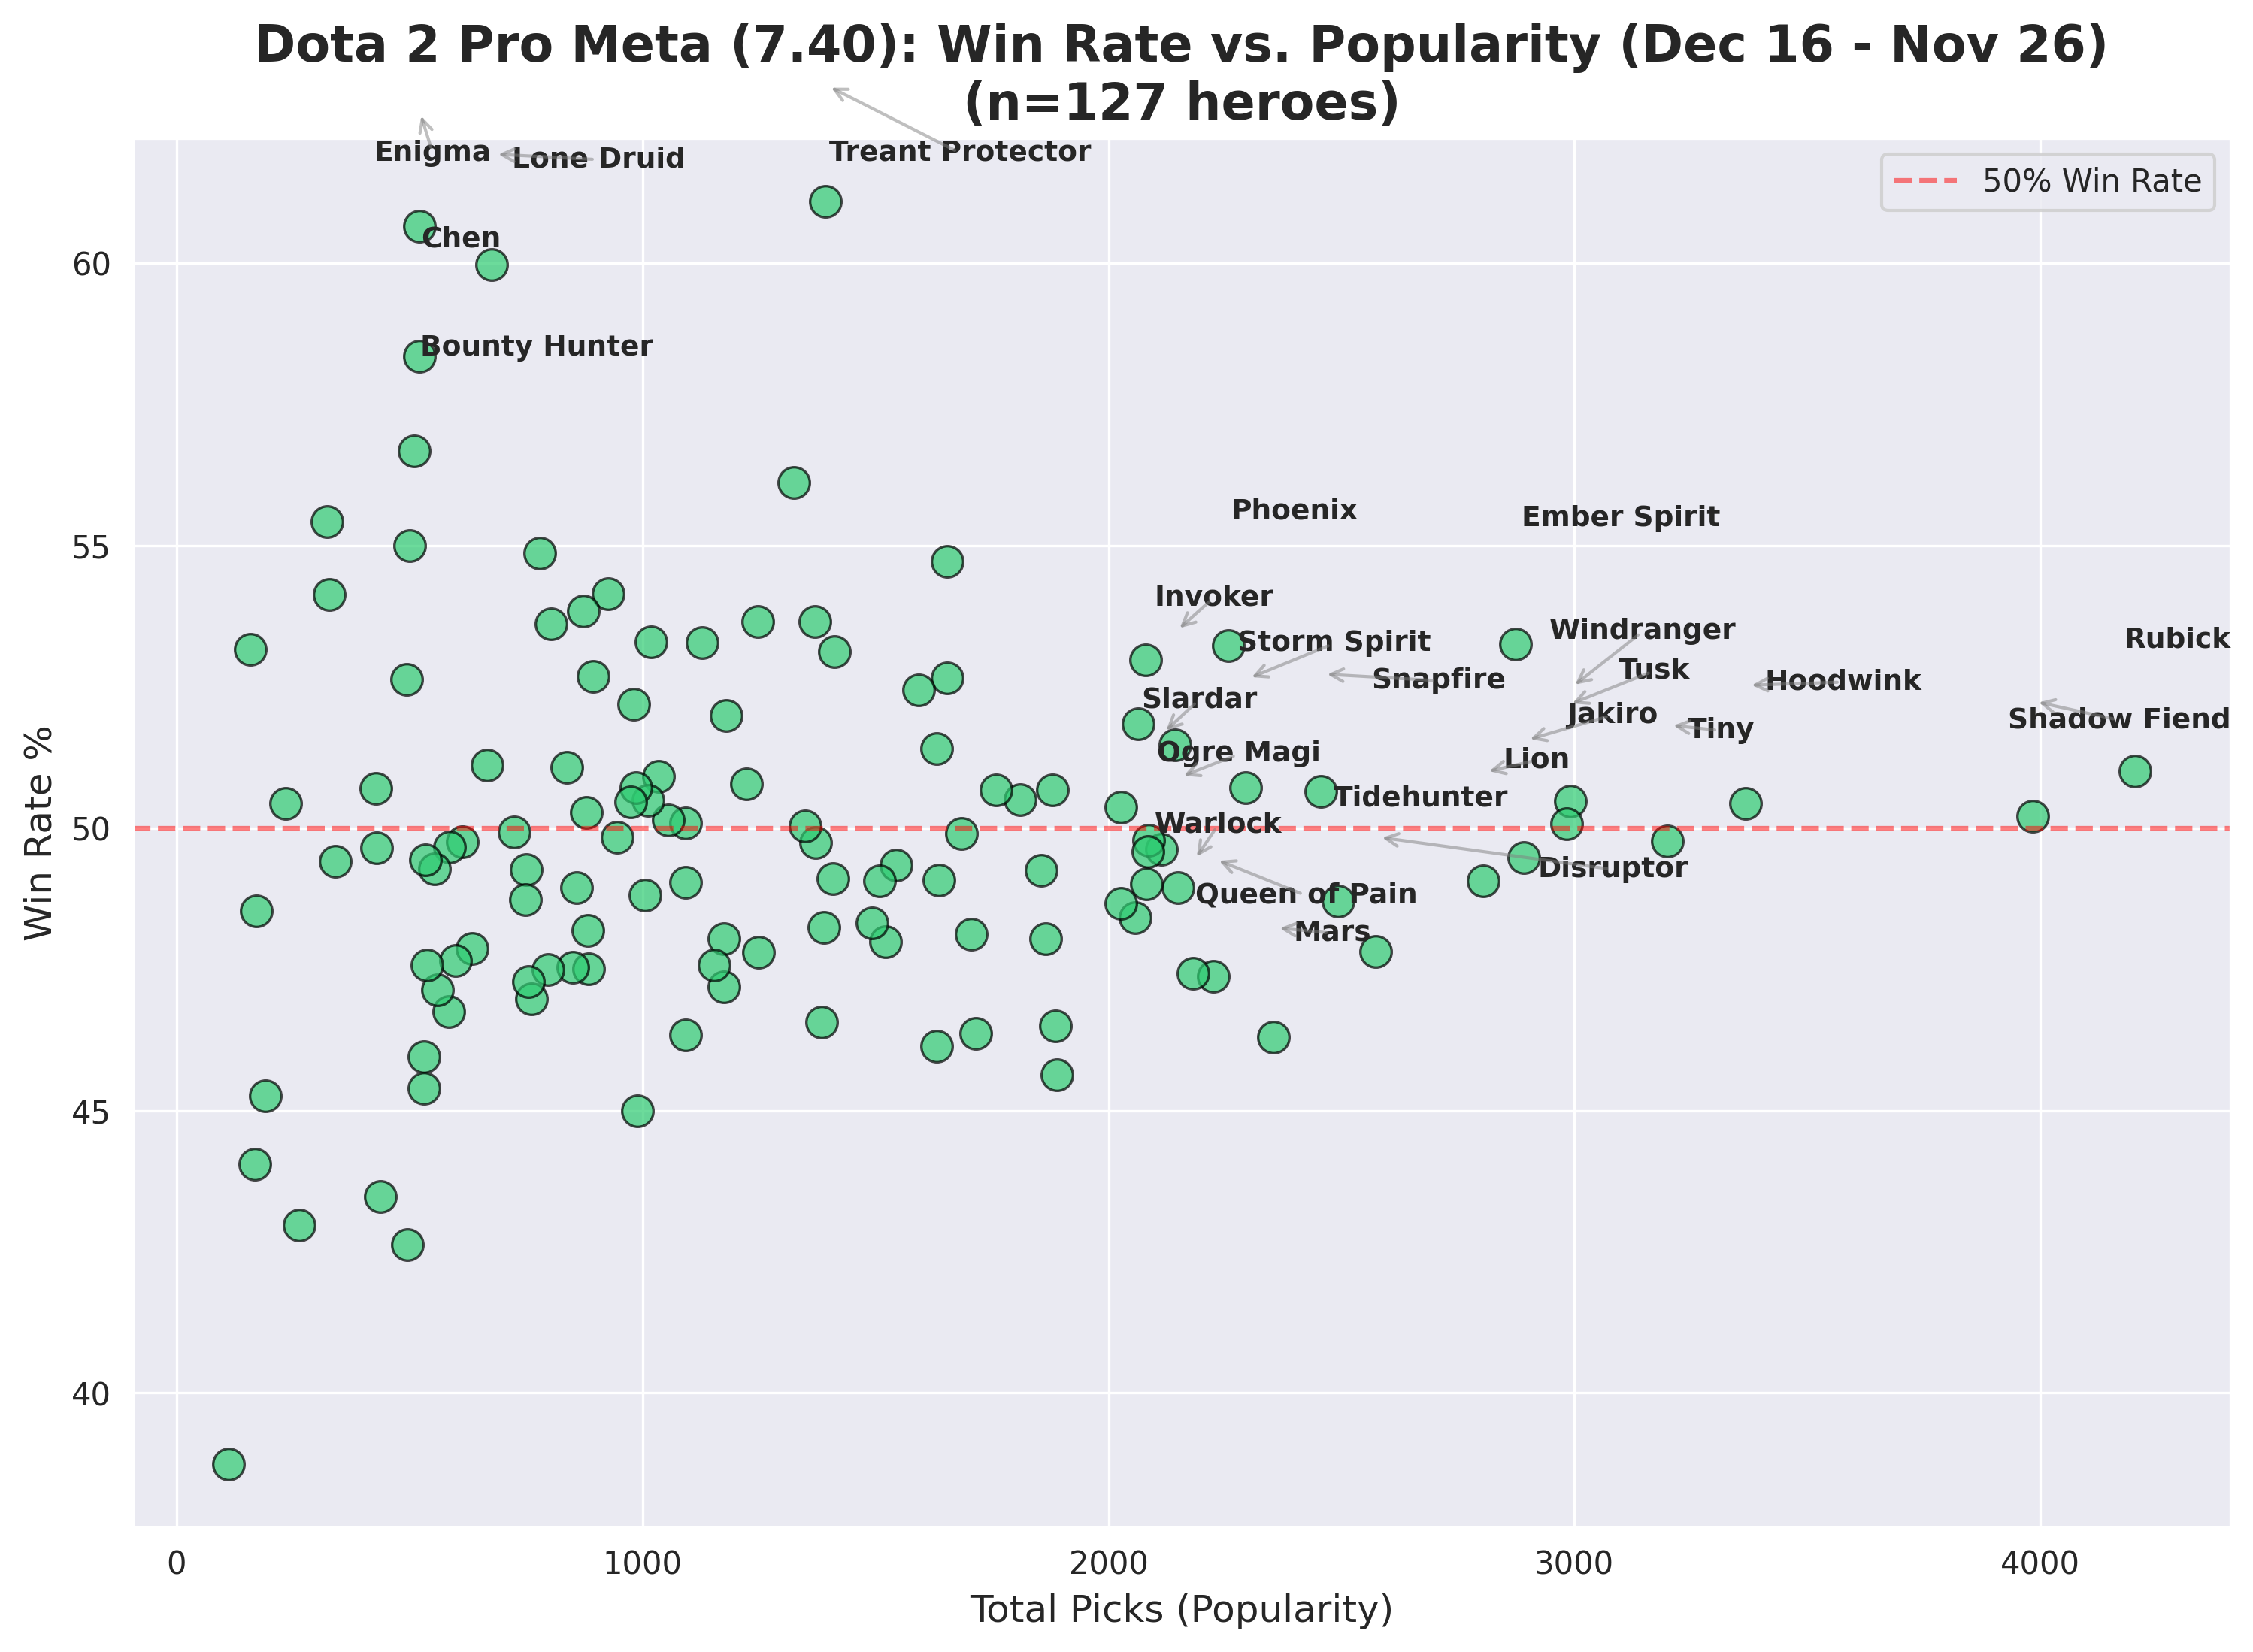 Dota 2 Pro Meta (7.40): Win Rate vs. Popularity (Dec 16 - Nov 26)
(n=127 heroes)
Enigma
Lone Druid
Treant Protector
50% Win Rate
Chen
60
Bounty Hunter
Phoenix
Ember Spirit
55
Invoker
Windranger
Storm Spirit
Rubick
Tusk
Snapfire
Hoodwink
Slardar
Jakiro
Shadow Fiend
Tiny
Ogre Magi
Lion
Tidehunter
50
Warlock
Disruptor
Queen of Pain
Mars
45
40
Win Rate %
0
1000
2000
3000
4000
Total Picks (Popularity)